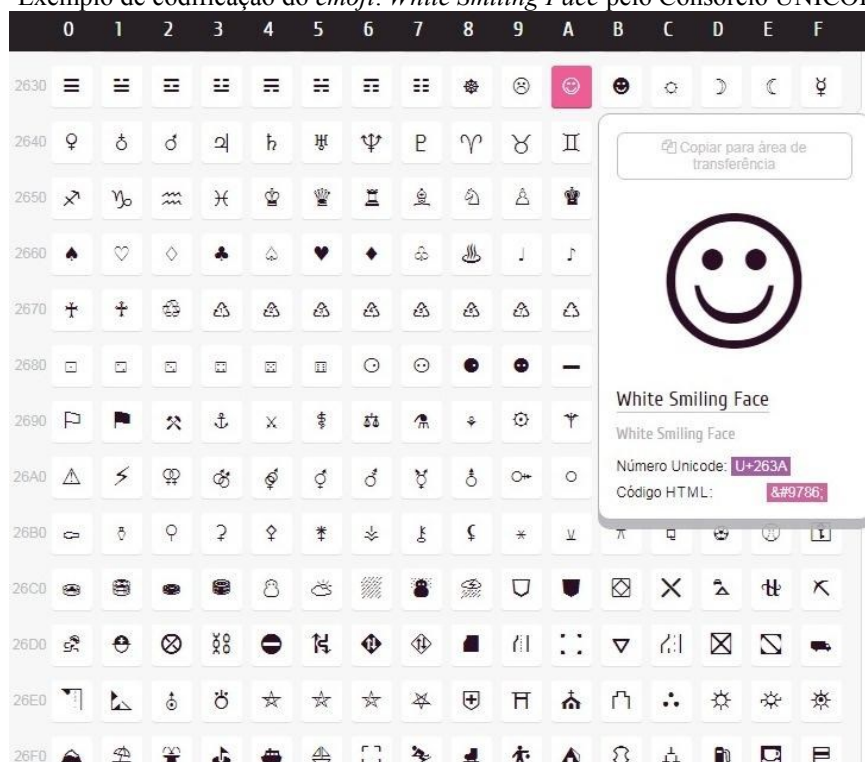 Exemplo de codificação do emoji: White Smiling Face pelo Consórcio
0 1 2 3 4 5 6 7 8 9 A B C D E F
2630 ☰ ☱ ☲ ☳ ☴ ☵ ☶ ☷ ☸ ☹ ☺ ☻ ☼ ☽ ☾ ☿
2640 ♀ ♁ ♂ ♃ ♄ ♅ ♆ ♇ ♈ ♉ ♊
Copiar para área de
transferência
2650 ♐ ♑ ♒ ♓ ♔ ♕ ♖ ♗ ♘ ♙ ♚
2660 ♠ ♡ ♢ ♣ ♤ ♥ ♦ ♧ ♨ ♩ ♪
2670
2680
2690
White Smiling Face
White Smiling Face
Número Unicode: U+263A
26A0
Código HTML: &#9786;
26B0
26C0
26D0
26E0
26F0